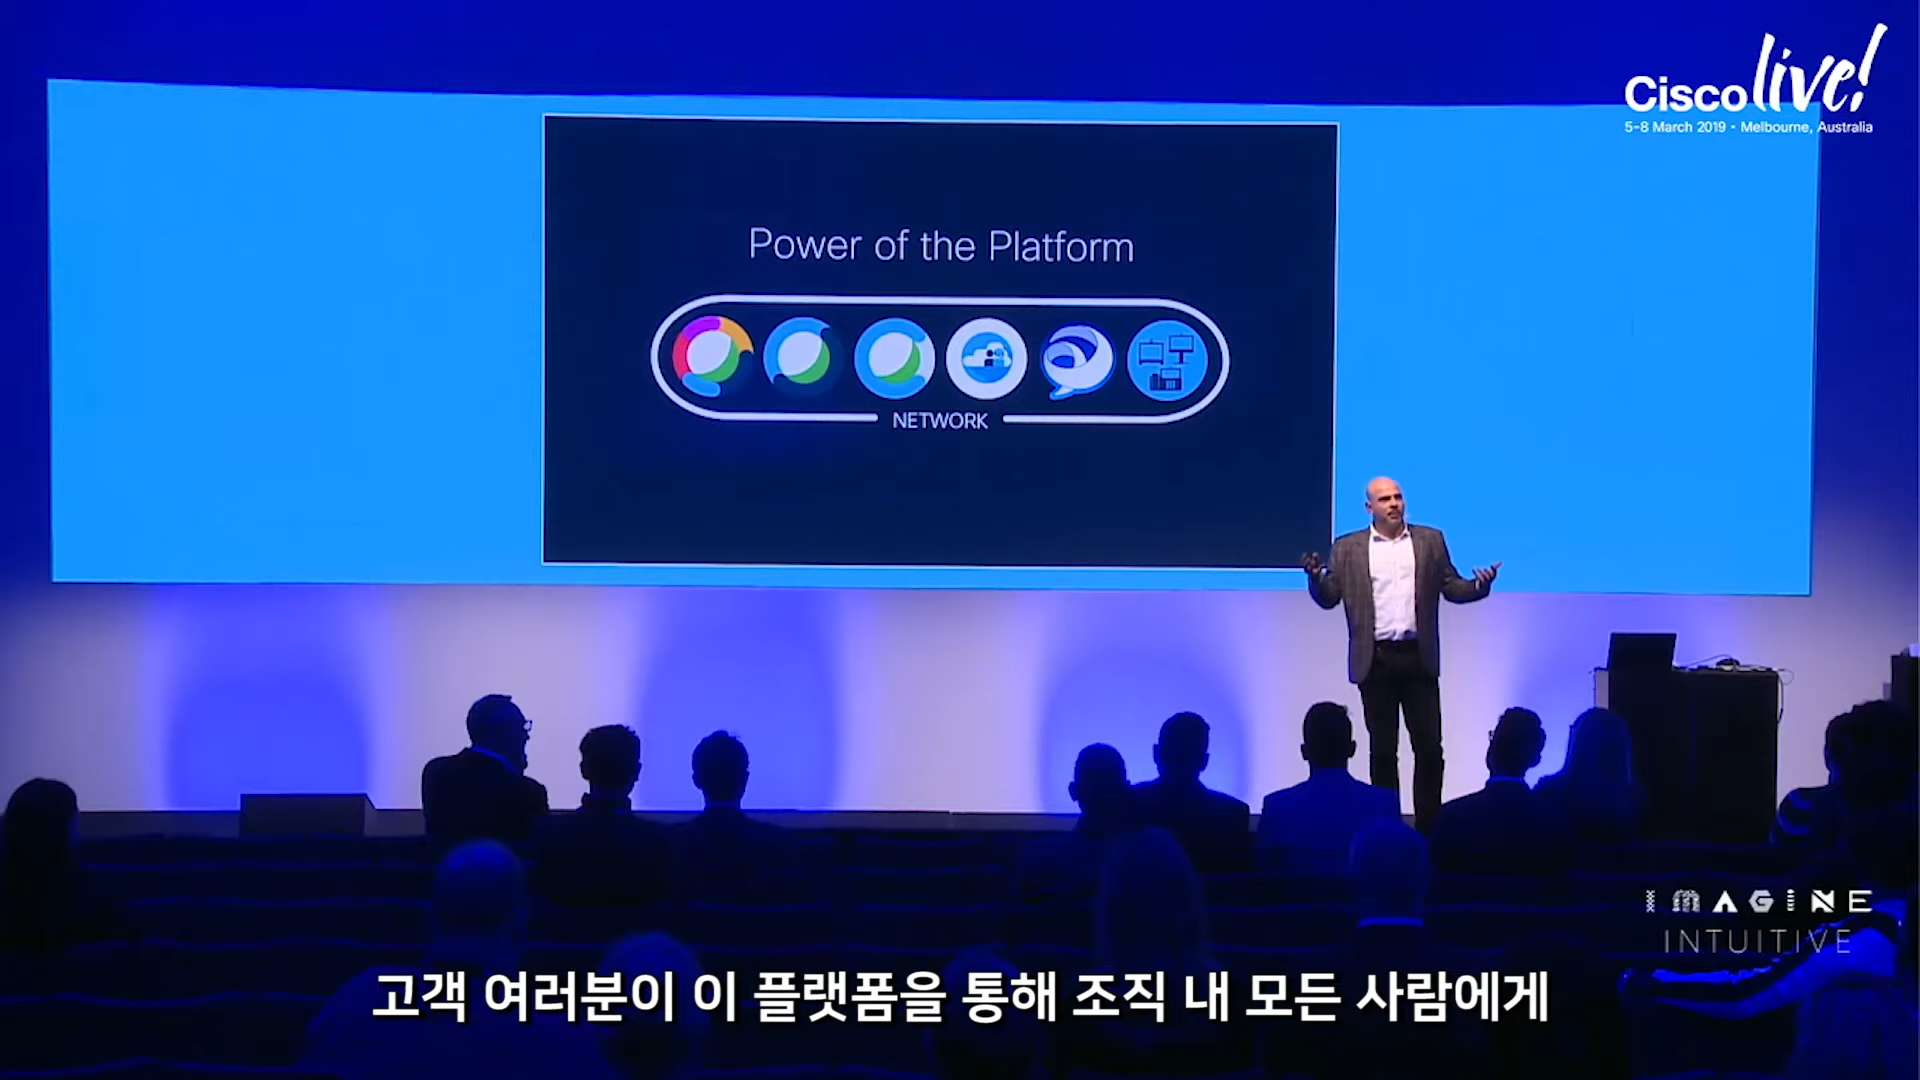 Cisco live!
5-8 March 2019 • Melbourne, Australia
Power of the Platform
NETWORK
IMAGINE
INTUITIVE
고객 여러분이 이 플랫폼을 통해 조직 내 모든 사람에게